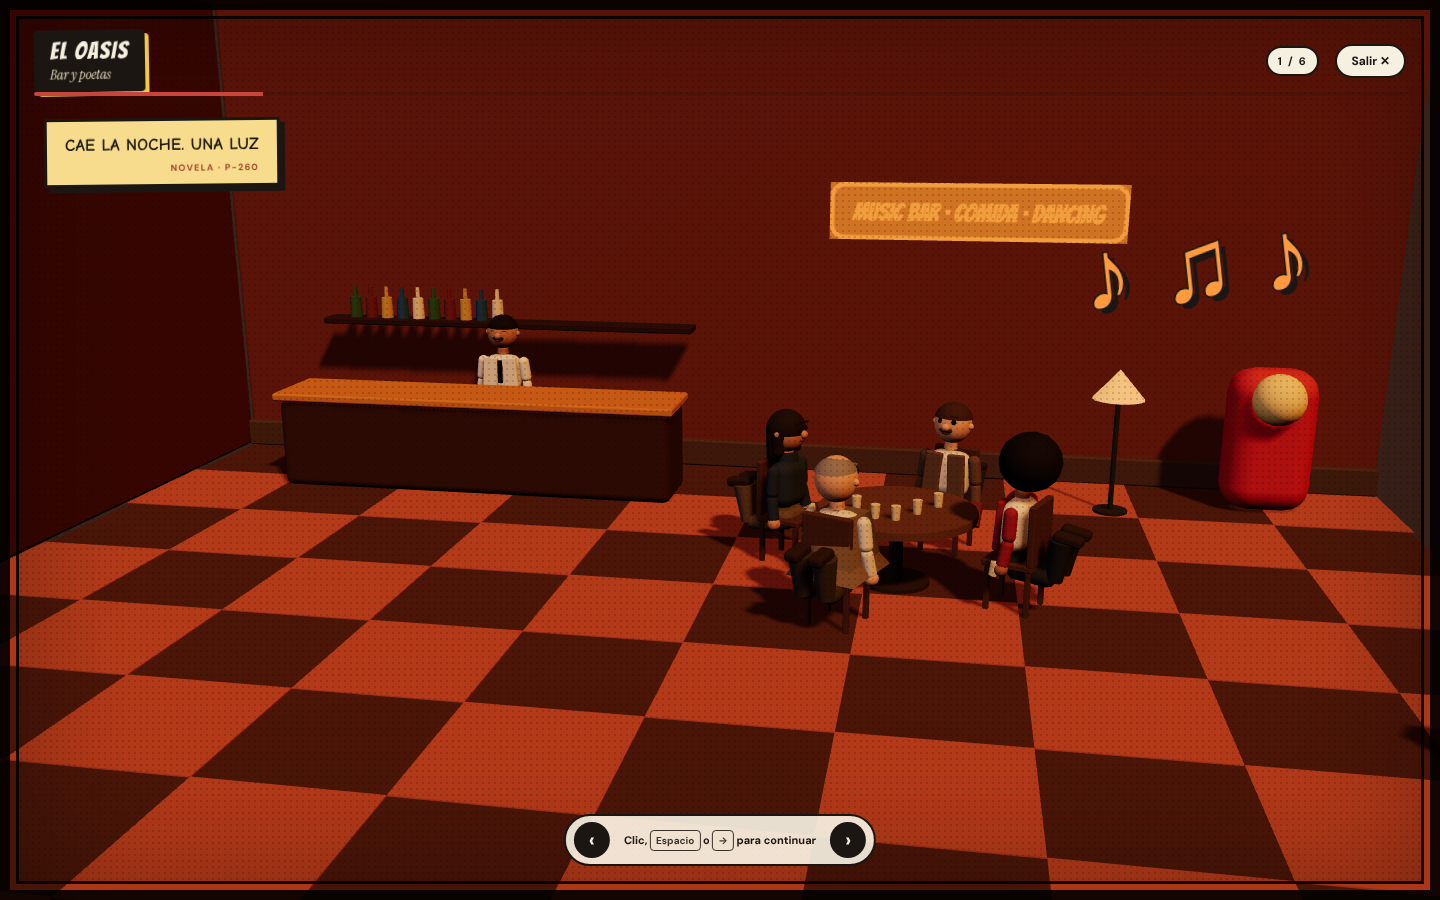 EL OASIS
Bar y poetas
1 / 6
Salir ✕
CAE LA NOCHE. UNA LUZ
NOVELA · P-260
MUSIC BAR · COMIDA · DANCING
‹ Clic, Espacio o → para continuar ›